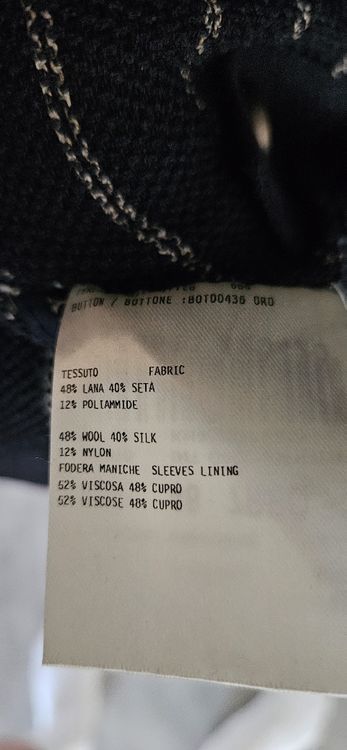 BUTTON / BOTTONE :BOT00436 ORO
TESSUTO FABRIC
48% LANA 40% SETA
12% POLIAMMIDE
48% WOOL 40% SILK
12% NYLON
FODERA MANICHE SLEEVES LINING
52% VISCOSA 48% CUPRO
52% VISCOSE 48% CUPRO